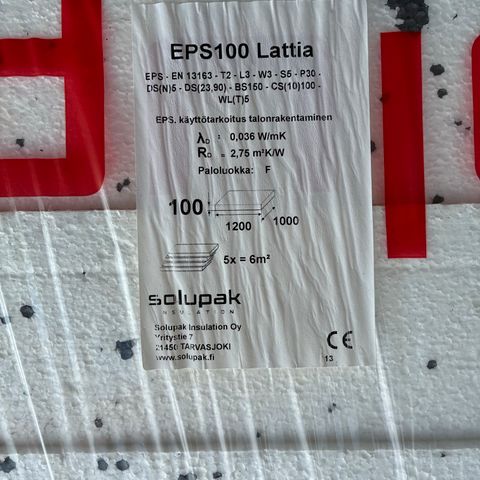 EPS100 Lattia
EPS - EN 13163 - T2 - L3 - W3 - S5 - P30 -
DS(N)5 - DS(23,90) - BS150 - CS(10)100 -
WL(T)5
EPS. käyttötarkoitus talonrakentaminen
λD : 0,036 W/mK
RD = 2,75 m²K/W
Paloluokka: F
100
1200
1000
5x = 6m²
solupak
INSULATION
Solupak Insulation Oy
Yritystie 7
21450 TARVASJOKI
www.solupak.fi
CE
13